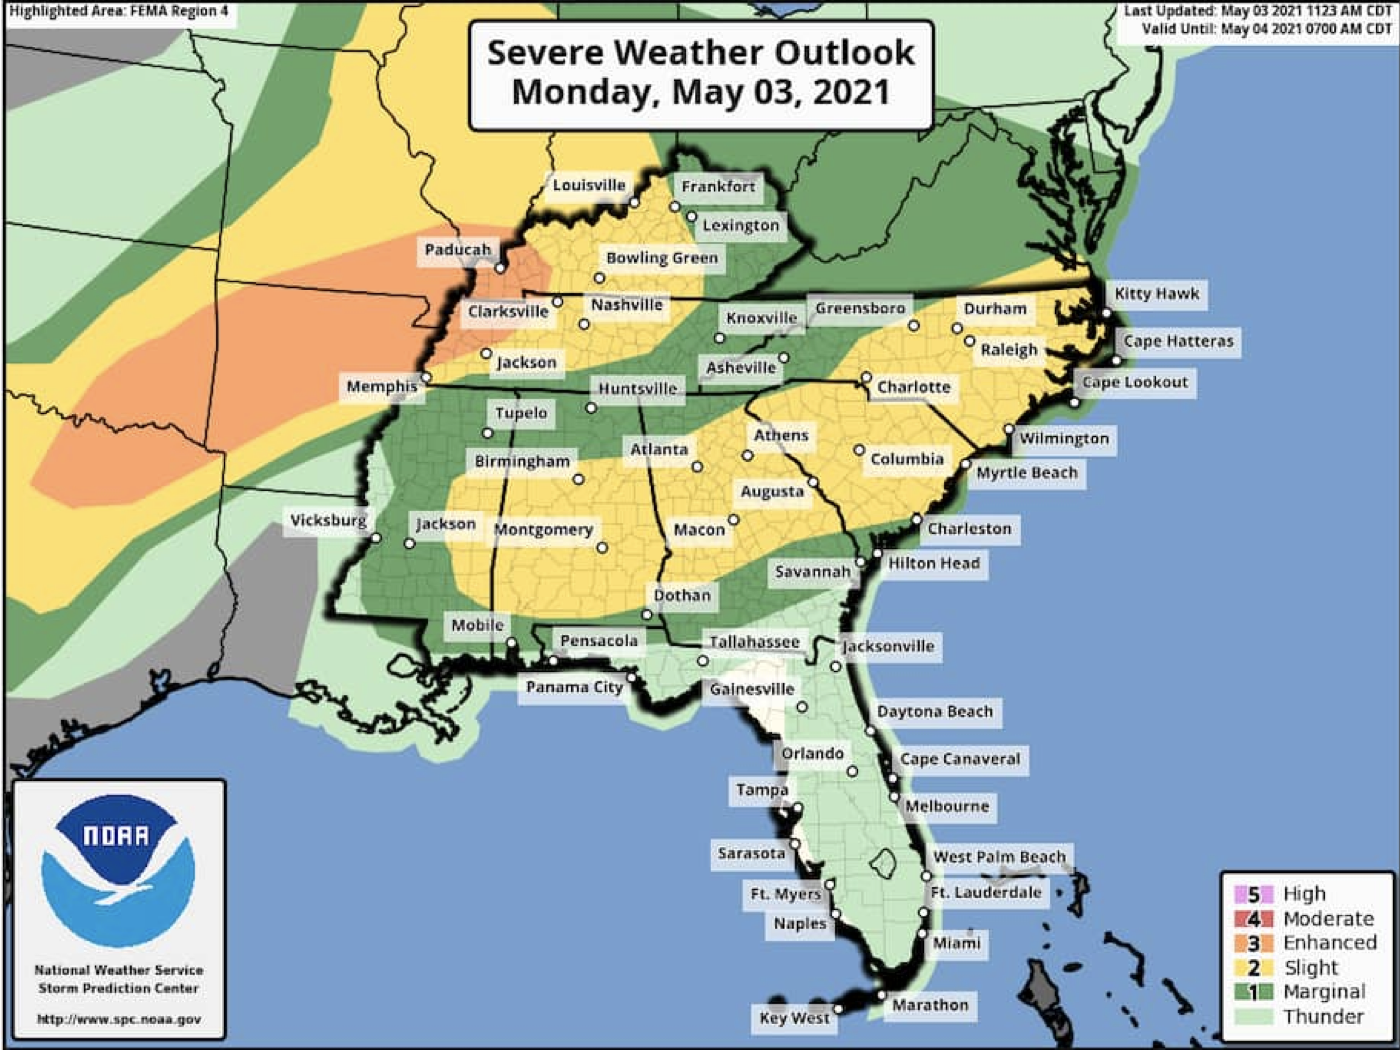 Highlighted Area: FEMA Region 4
Last Updated: May 03 2021 1123 AM CDT
Valid Until: May 04 2021 0700 AM CDT
Severe Weather Outlook
Monday, May 03, 2021
Louisville
Frankfort
Lexington
Paducah
Bowling Green
Kitty Hawk
Clarksville
Nashville
Knoxville
Greensboro
Durham
Cape Hatteras
Jackson
Asheville
Raleigh
Memphis
Huntsville
Charlotte
Cape Lookout
Tupelo
Atlanta
Athens
Wilmington
Birmingham
Columbia
Myrtle Beach
Augusta
Vicksburg
Jackson
Montgomery
Macon
Charleston
Savannah
Hilton Head
Dothan
Mobile
Pensacola
Tallahassee
Jacksonville
Panama City
Gainesville
Daytona Beach
Orlando
Cape Canaveral
Tampa
Melbourne
Sarasota
West Palm Beach
Ft. Myers
Ft. Lauderdale
Naples
Miami
Marathon
Key West
NOAA
National Weather Service
Storm Prediction Center
http://www.spc.noaa.gov
5 High
4 Moderate
3 Enhanced
2 Slight
1 Marginal
Thunder